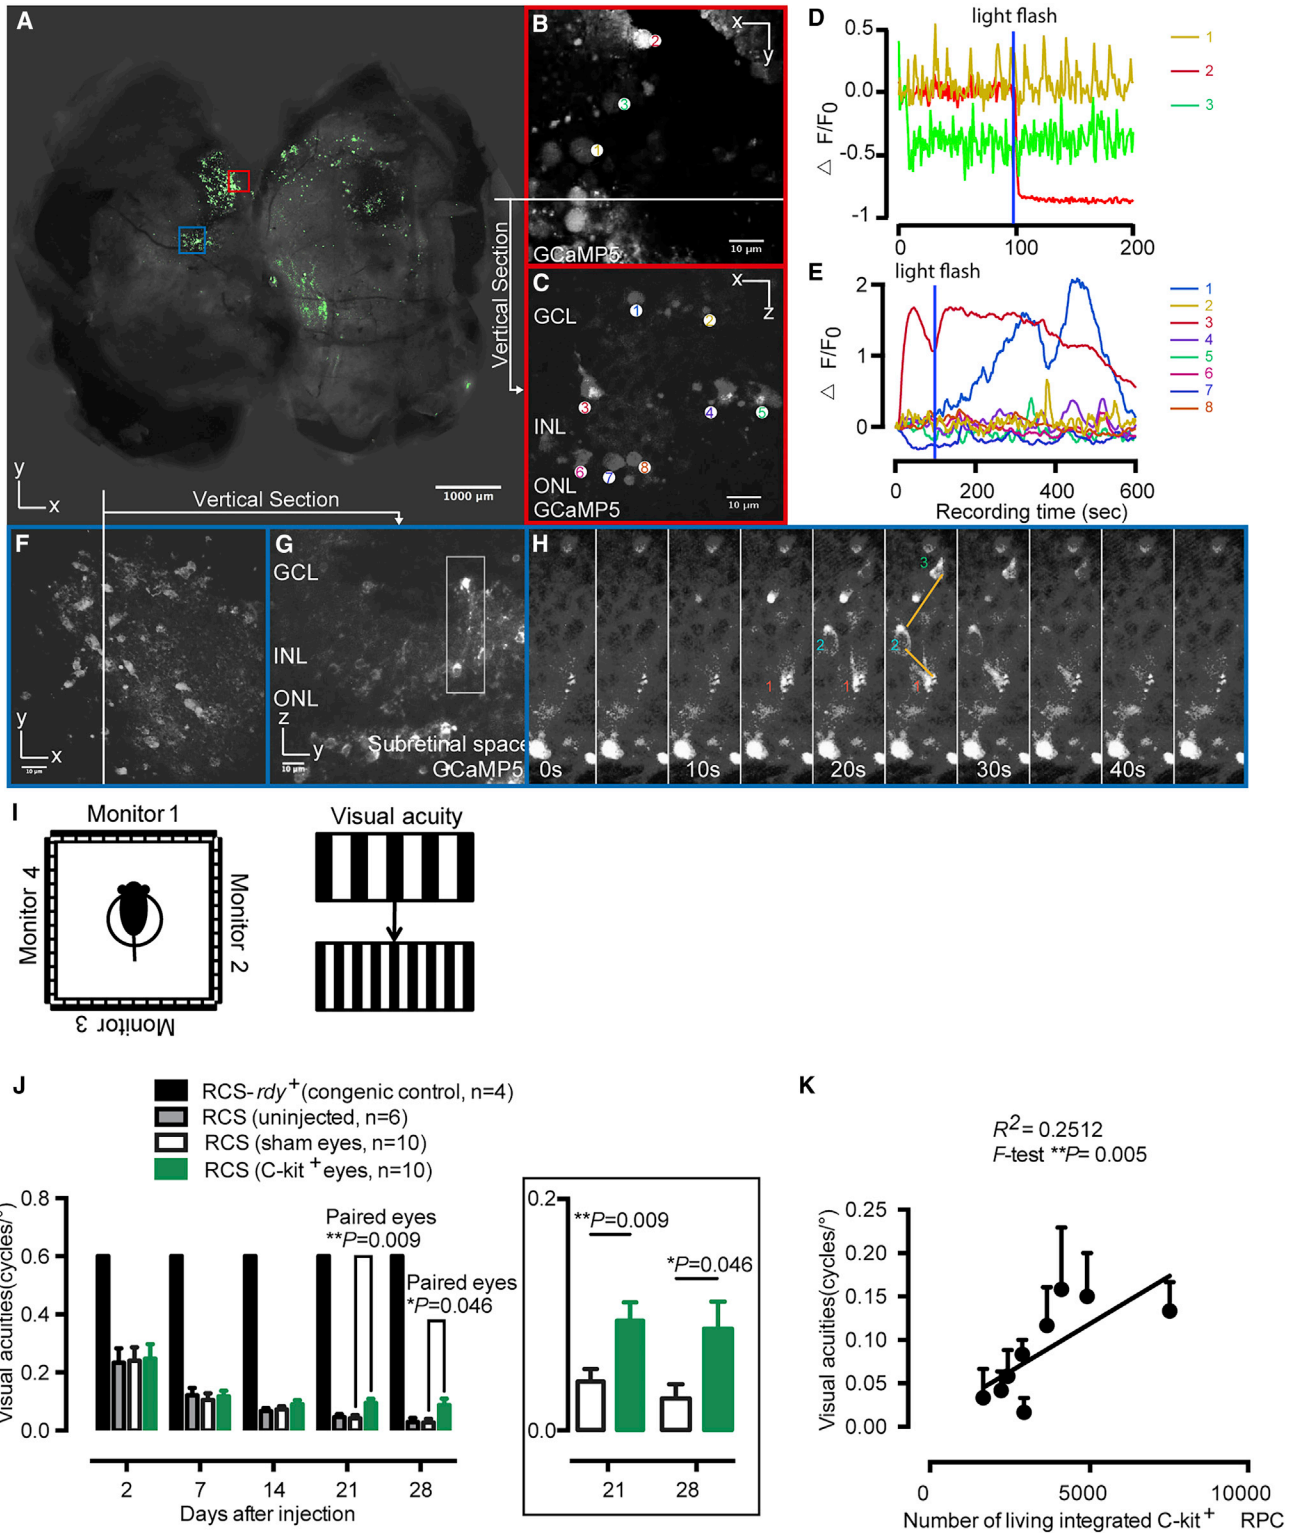 A
y
x
1000 µm
Vertical Section
B
x
y
2
3
1
GCaMP5
10 µm
Vertical Section
C
x
z
GCL
1
2
3
4
5
INL
6
7
8
ONL
GCaMP5
10 µm
D
light flash
0.5
0.0
-0.5
-1
△ F/F0
0
100
200
1
2
3
E
light flash
2
1
0
△ F/F0
0
200
400
600
Recording time (sec)
1
2
3
4
5
6
7
8
F
y
x
10 µm
G
GCL
INL
ONL
z
y
10 µm
Subretinal space
GCaMP5
H
1
2
1
3
2
1
0s
10s
20s
30s
40s
I
Monitor 1
Monitor 2
Monitor 3
Monitor 4
Visual acuity
J
RCS-rdy+ (congenic control, n=4)
RCS (uninjected, n=6)
RCS (sham eyes, n=10)
RCS (C-kit + eyes, n=10)
Visual acuities(cycles/°)
0.8
0.6
0.4
0.2
0.0
Paired eyes
**P=0.009
Paired eyes
*P=0.046
2
7
14
21
28
Days after injection
0.2
0.0
**P=0.009
*P=0.046
21
28
K
R2= 0.2512
F-test **P= 0.005
Visual acuities(cycles/°)
0.25
0.20
0.15
0.10
0.05
0.00
0
5000
10000
Number of living integrated C-kit + RPC